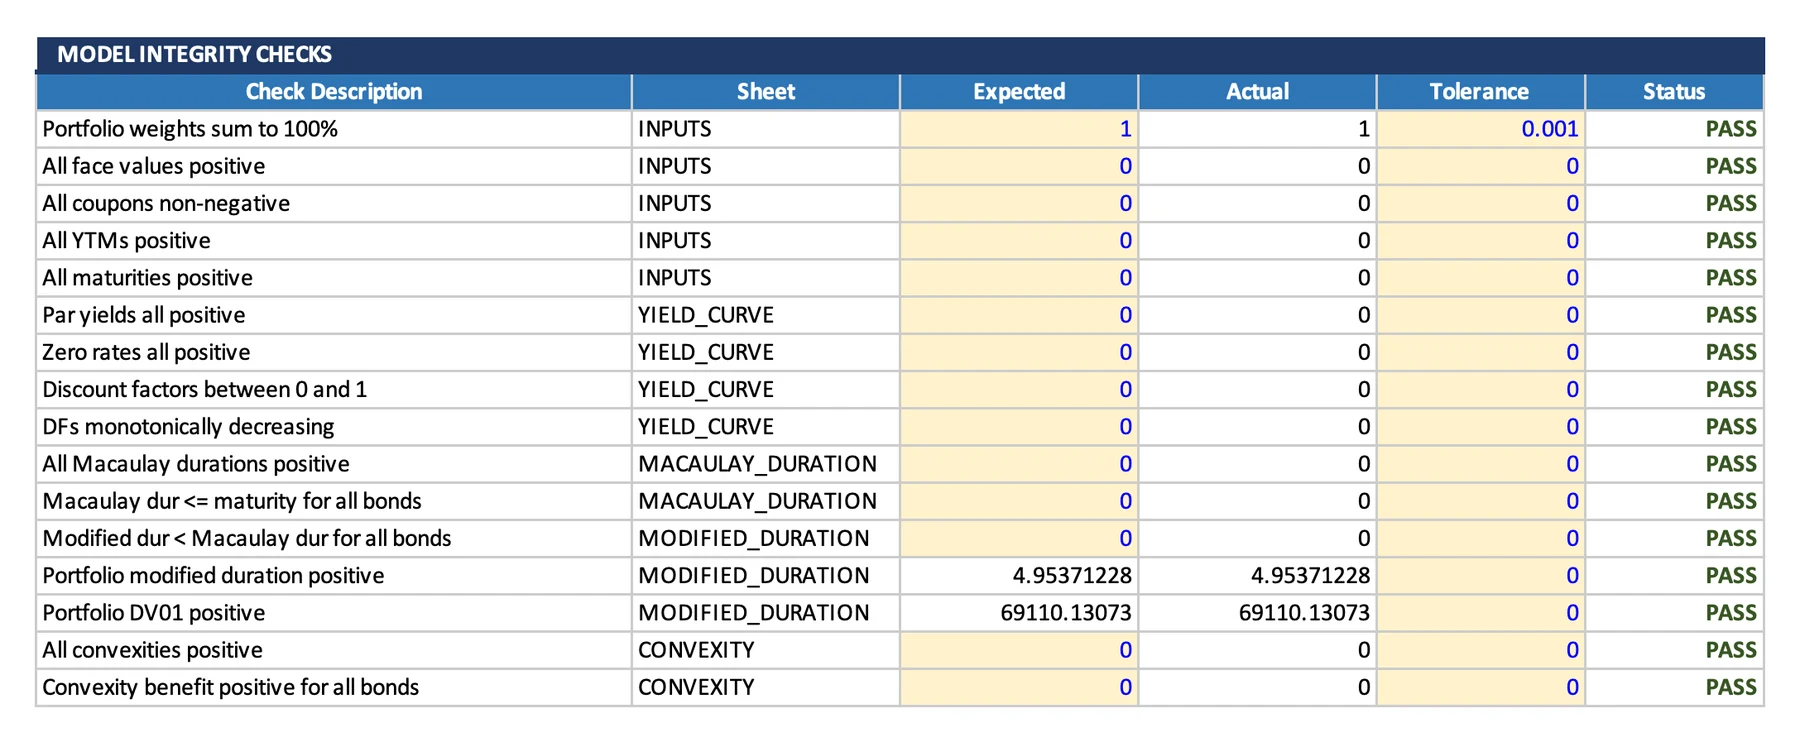 MODEL INTEGRITY CHECKS
Check Description Sheet Expected Actual Tolerance Status
Portfolio weights sum to 100% INPUTS 1 1 0.001 PASS
All face values positive INPUTS 0 0 0 PASS
All coupons non-negative INPUTS 0 0 0 PASS
All YTMs positive INPUTS 0 0 0 PASS
All maturities positive INPUTS 0 0 0 PASS
Par yields all positive YIELD_CURVE 0 0 0 PASS
Zero rates all positive YIELD_CURVE 0 0 0 PASS
Discount factors between 0 and 1 YIELD_CURVE 0 0 0 PASS
DFs monotonically decreasing YIELD_CURVE 0 0 0 PASS
All Macaulay durations positive MACAULAY_DURATION 0 0 0 PASS
Macaulay dur <= maturity for all bonds MACAULAY_DURATION 0 0 0 PASS
Modified dur < Macaulay dur for all bonds MODIFIED_DURATION 0 0 0 PASS
Portfolio modified duration positive MODIFIED_DURATION 4.95371228 4.95371228 0 PASS
Portfolio DV01 positive MODIFIED_DURATION 69110.13073 69110.13073 0 PASS
All convexities positive CONVEXITY 0 0 0 PASS
Convexity benefit positive for all bonds CONVEXITY 0 0 0 PASS